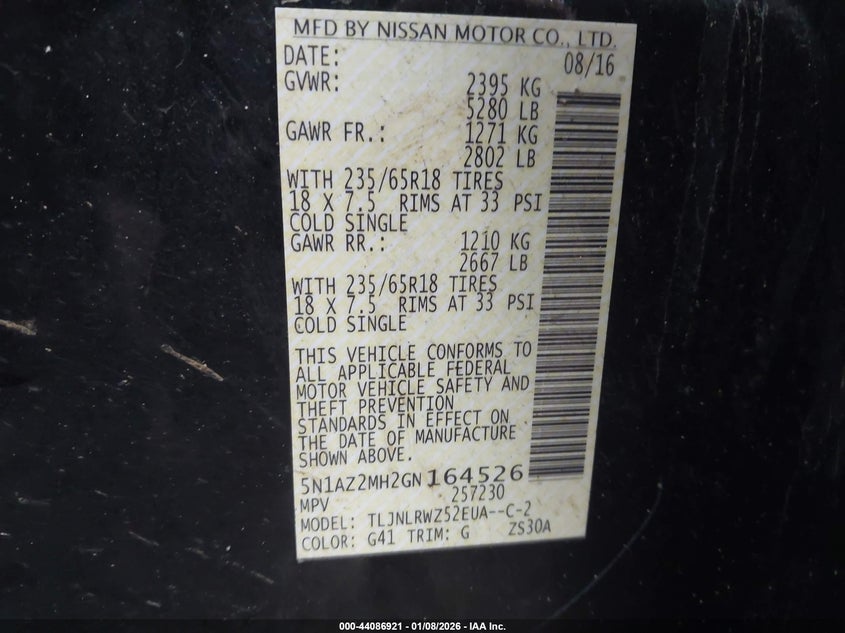 MFD BY NISSAN MOTOR CO., LTD.
DATE: 08/16
GVWR: 2395 KG
5280 LB
GAWR FR.: 1271 KG
2802 LB
WITH 235/65R18 TIRES
18 X 7.5 RIMS AT 33 PSI
COLD SINGLE
GAWR RR.: 1210 KG
2667 LB
WITH 235/65R18 TIRES
18 X 7.5 RIMS AT 33 PSI
COLD SINGLE
THIS VEHICLE CONFORMS TO
ALL APPLICABLE FEDERAL
MOTOR VEHICLE SAFETY AND
THEFT PREVENTION
STANDARDS IN EFFECT ON
THE DATE OF MANUFACTURE
SHOWN ABOVE.
5N1AZ2MH2GN164526
MPV 257230
MODEL: TLJNLRWZ52EUA--C-2
COLOR: G41 TRIM: G ZS30A
000-44086921 - 01/08/2026 - IAA Inc.